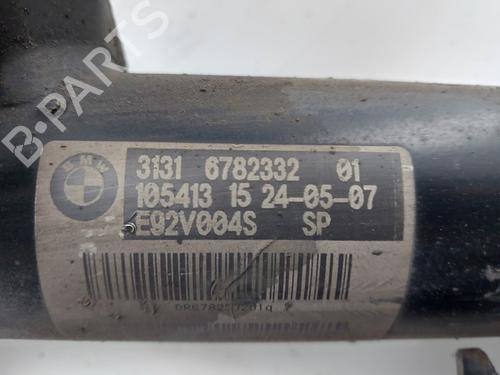 B-PARTS
BMW
3131 6782332 01
105413 15 24-05-07
E92V004S SP